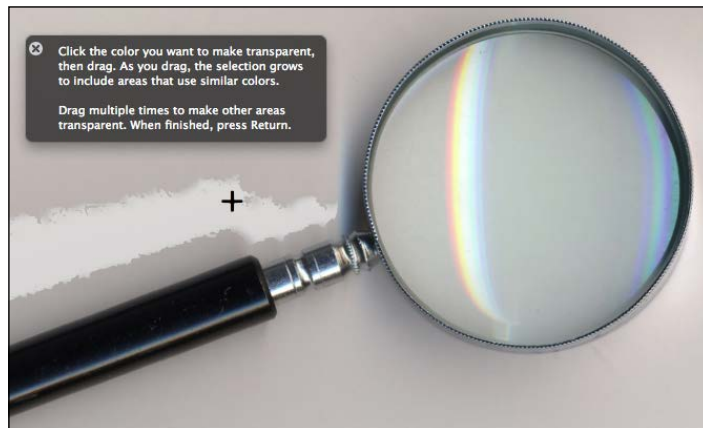 Click the color you want to make transparent,
then drag. As you drag, the selection grows
to include areas that use similar colors.
Drag multiple times to make other areas
transparent. When finished, press Return.